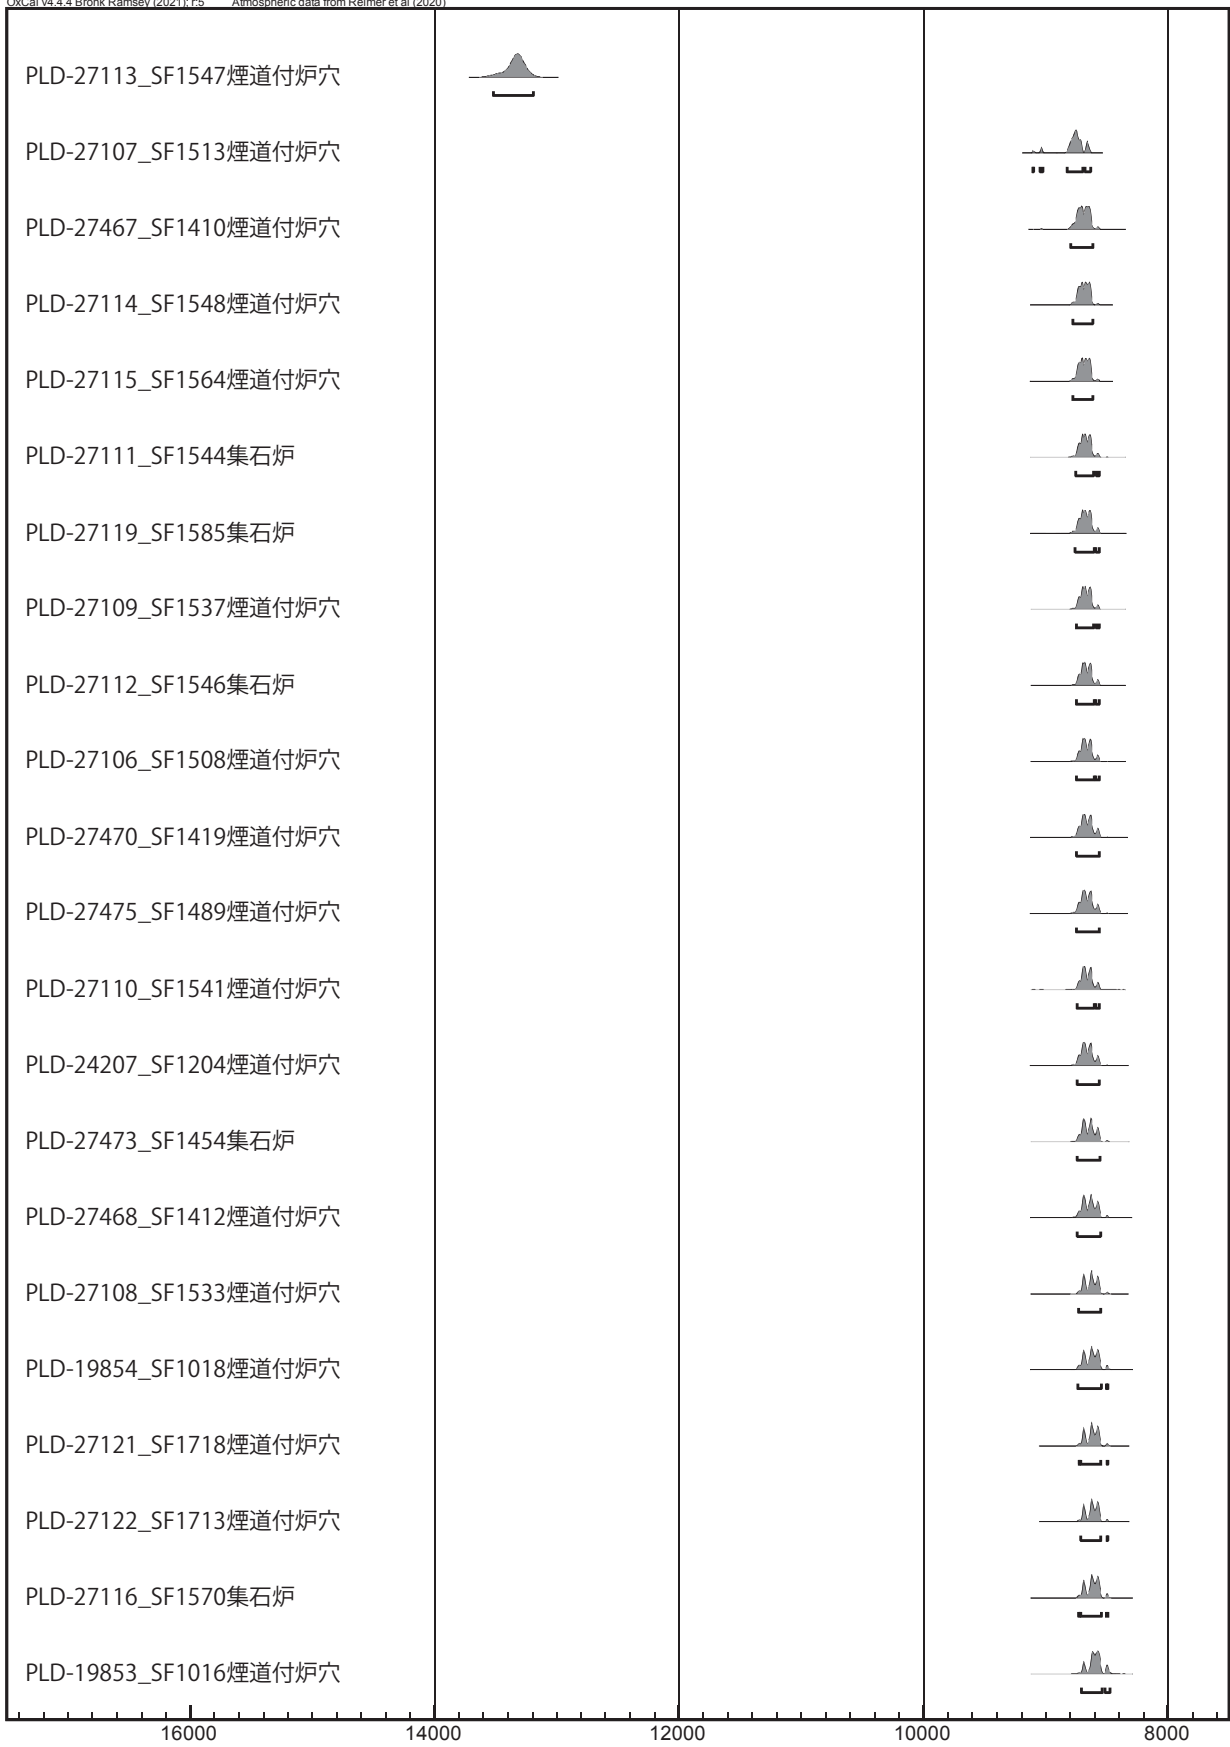 OxCal v4.4.4 Bronk Ramsey (2021); r:5 Atmospheric data from Reimer et al (2020)
PLD-27113_SF1547煙道付炉穴
PLD-27107_SF1513煙道付炉穴
PLD-27467_SF1410煙道付炉穴
PLD-27114_SF1548煙道付炉穴
PLD-27115_SF1564煙道付炉穴
PLD-27111_SF1544集石炉
PLD-27119_SF1585集石炉
PLD-27109_SF1537煙道付炉穴
PLD-27112_SF1546集石炉
PLD-27106_SF1508煙道付炉穴
PLD-27470_SF1419煙道付炉穴
PLD-27475_SF1489煙道付炉穴
PLD-27110_SF1541煙道付炉穴
PLD-24207_SF1204煙道付炉穴
PLD-27473_SF1454集石炉
PLD-27468_SF1412煙道付炉穴
PLD-27108_SF1533煙道付炉穴
PLD-19854_SF1018煙道付炉穴
PLD-27121_SF1718煙道付炉穴
PLD-27122_SF1713煙道付炉穴
PLD-27116_SF1570集石炉
PLD-19853_SF1016煙道付炉穴
16000 14000 12000 10000 8000